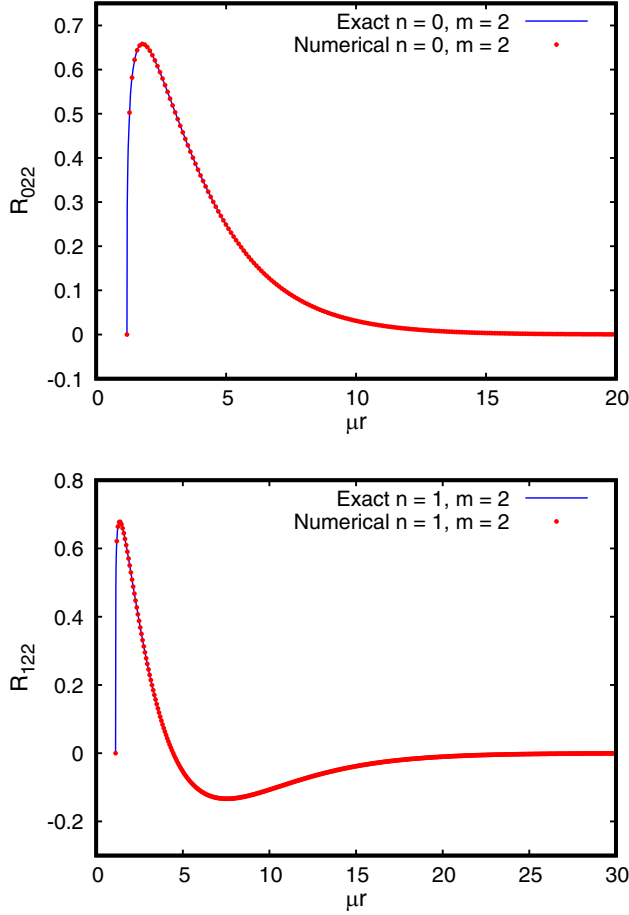 0.7
0.6
0.5
0.4
0.3
0.2
0.1
0
-0.1
R022
Exact n = 0, m = 2
Numerical n = 0, m = 2
0 5 10 15 20
μr
0.8
0.6
0.4
0.2
0
-0.2
R122
Exact n = 1, m = 2
Numerical n = 1, m = 2
0 5 10 15 20 25 30
μr